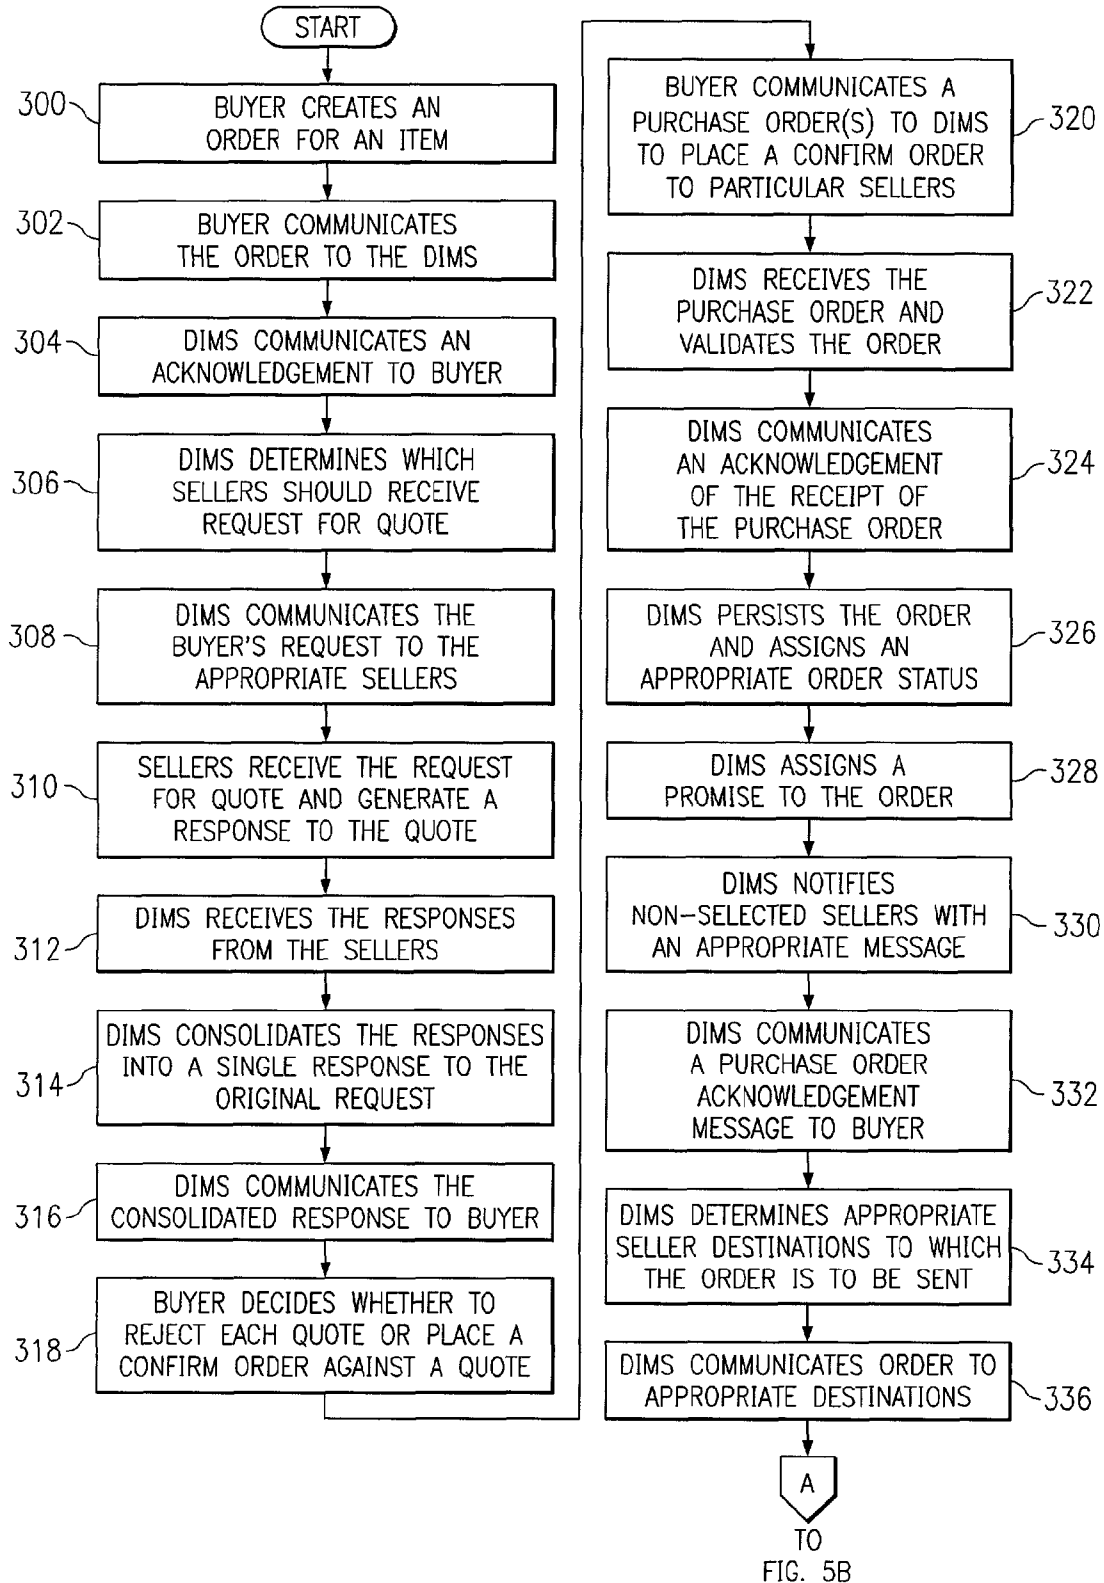 START
300
BUYER CREATES AN
ORDER FOR AN ITEM
302
BUYER COMMUNICATES
THE ORDER TO THE DIMS
304
DIMS COMMUNICATES AN
ACKNOWLEDGEMENT TO BUYER
306
DIMS DETERMINES WHICH
SELLERS SHOULD RECEIVE
REQUEST FOR QUOTE
308
DIMS COMMUNICATES THE
BUYER'S REQUEST TO THE
APPROPRIATE SELLERS
310
SELLERS RECEIVE THE REQUEST
FOR QUOTE AND GENERATE A
RESPONSE TO THE QUOTE
312
DIMS RECEIVES THE RESPONSES
FROM THE SELLERS
314
DIMS CONSOLIDATES THE RESPONSES
INTO A SINGLE RESPONSE TO THE
ORIGINAL REQUEST
316
DIMS COMMUNICATES THE
CONSOLIDATED RESPONSE TO BUYER
318
BUYER DECIDES WHETHER TO
REJECT EACH QUOTE OR PLACE A
CONFIRM ORDER AGAINST A QUOTE
BUYER COMMUNICATES A
PURCHASE ORDER(S) TO DIMS
TO PLACE A CONFIRM ORDER
TO PARTICULAR SELLERS
320
DIMS RECEIVES THE
PURCHASE ORDER AND
VALIDATES THE ORDER
322
DIMS COMMUNICATES
AN ACKNOWLEDGEMENT
OF THE RECEIPT OF
THE PURCHASE ORDER
324
DIMS PERSISTS THE ORDER
AND ASSIGNS AN
APPROPRIATE ORDER STATUS
326
DIMS ASSIGNS A
PROMISE TO THE ORDER
328
DIMS NOTIFIES
NON-SELECTED SELLERS WITH
AN APPROPRIATE MESSAGE
330
DIMS COMMUNICATES
A PURCHASE ORDER
ACKNOWLEDGEMENT
MESSAGE TO BUYER
332
DIMS DETERMINES APPROPRIATE
SELLER DESTINATIONS TO WHICH
THE ORDER IS TO BE SENT
334
DIMS COMMUNICATES ORDER TO
APPROPRIATE DESTINATIONS
336
A
TO
FIG. 5B